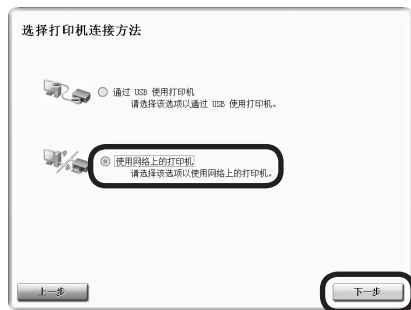 选择打印机连接方法
通过 USB 使用打印机
请选择该选项以通过 USB 使用打印机。
使用网络上的打印机
请选择该选项以使用网络上的打印机。
上一步
下一步